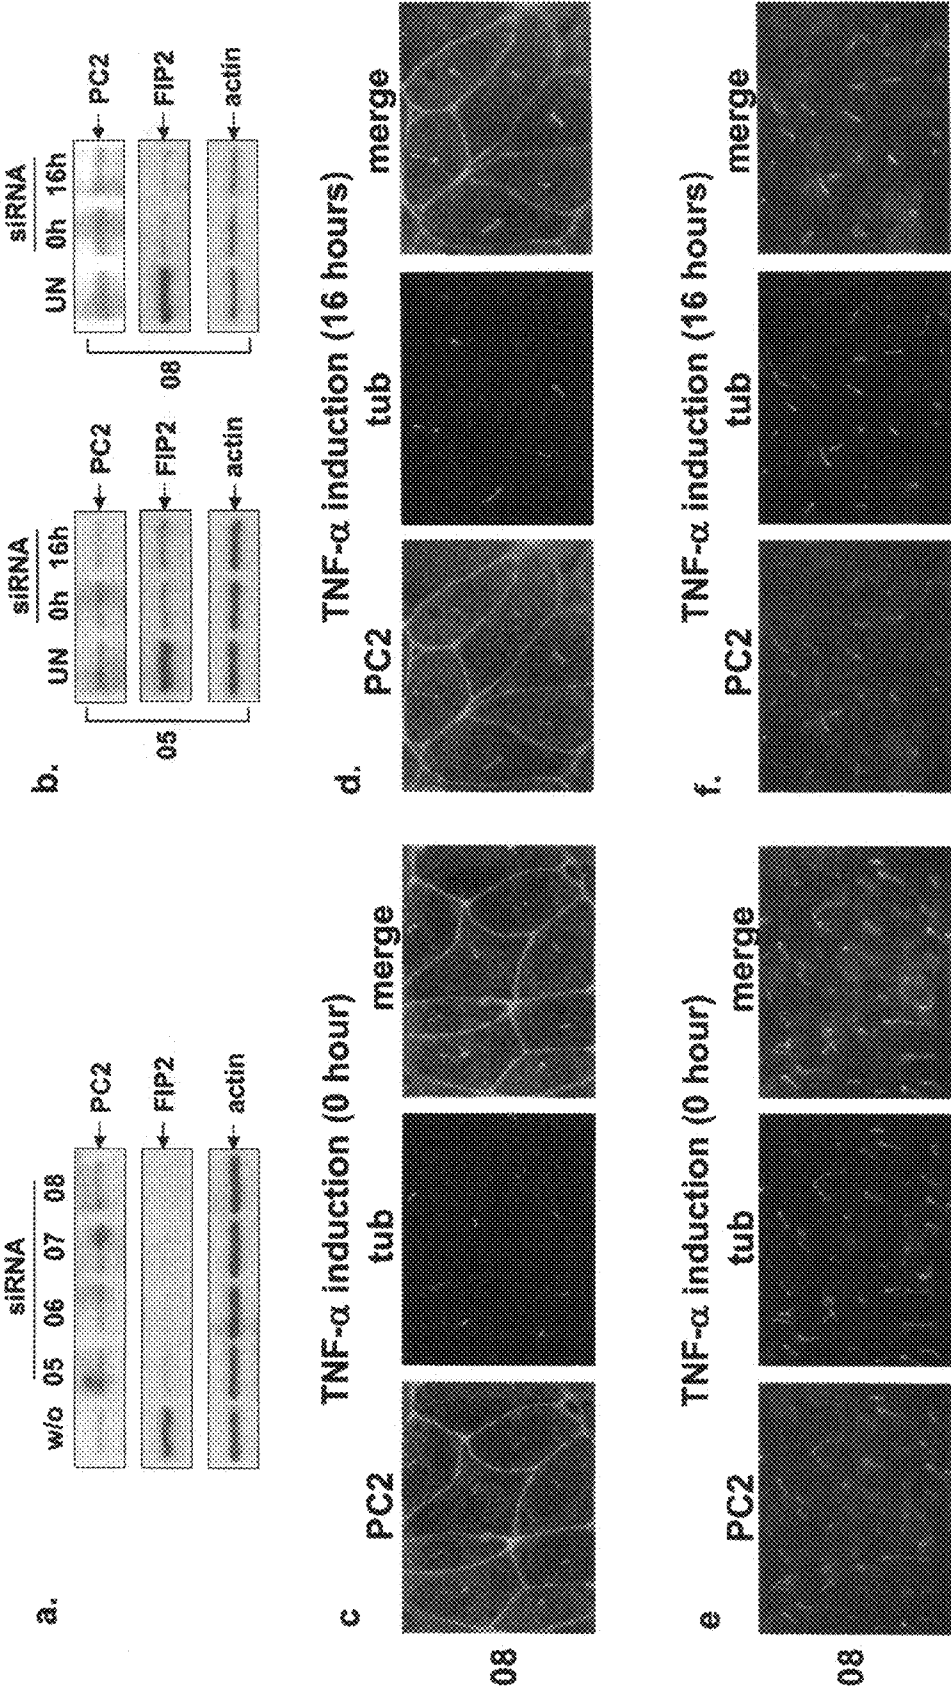 a.
siRNA
w/o 05 06 07 08
PC2
FIP2
actin
b.
siRNA
UN 0h 16h
PC2
FIP2
actin
05
siRNA
UN 0h 16h
PC2
FIP2
actin
08
c
TNF-α induction (0 hour)
PC2 tub merge
08
d.
TNF-α induction (16 hours)
PC2 tub merge
e
TNF-α induction (0 hour)
PC2 tub merge
08
f.
TNF-α induction (16 hours)
PC2 tub merge